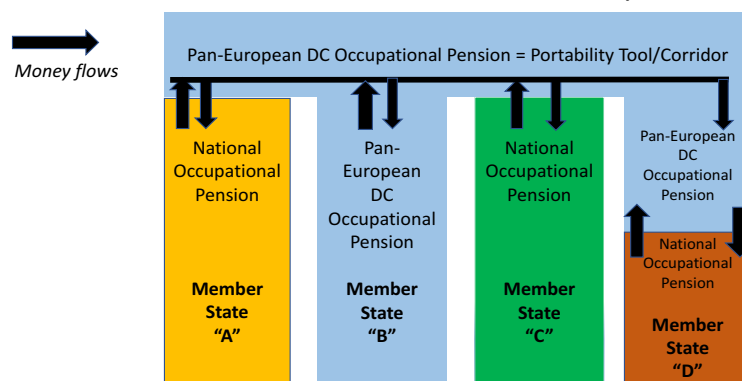 Pan-European DC Occupational Pension = Portability Tool/Corridor
Money flows
National
Occupational
Pension
Member
State
“A”
Pan-
European
DC
Occupational
Pension
Member
State
“B”
National
Occupational
Pension
Member
State
“C”
Pan-European
DC
Occupational
Pension
National
Occupational
Pension
Member
State
“D”